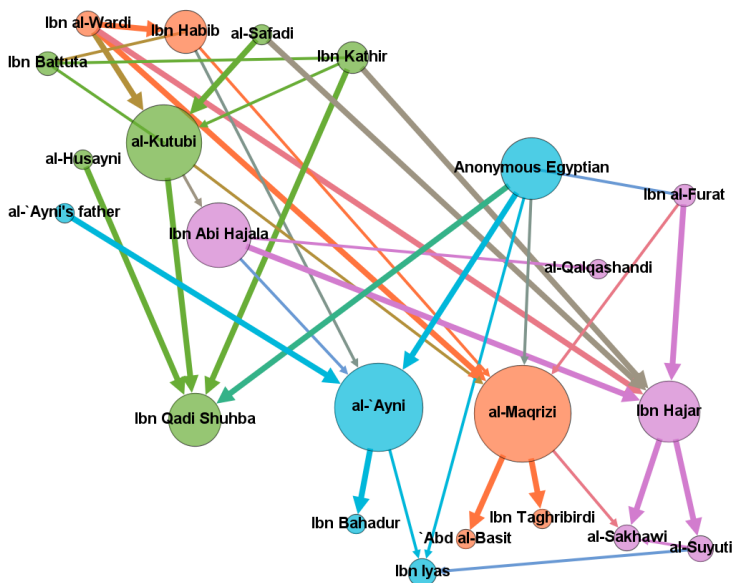 Ibn al-Wardi
Ibn Habib
al-Safadi
Ibn Kathir
Ibn Battuta
al-Kutubi
al-Husayni
Anonymous Egyptian
Ibn al-Furat
al-`Ayni's father
Ibn Abi Hajala
al-Qalqashandi
al-`Ayni
al-Maqrizi
Ibn Hajar
Ibn Qadi Shuhba
Ibn Bahadur
Ibn Taghribirdi
`Abd al-Basit
al-Sakhawi
al-Suyuti
Ibn Iyas